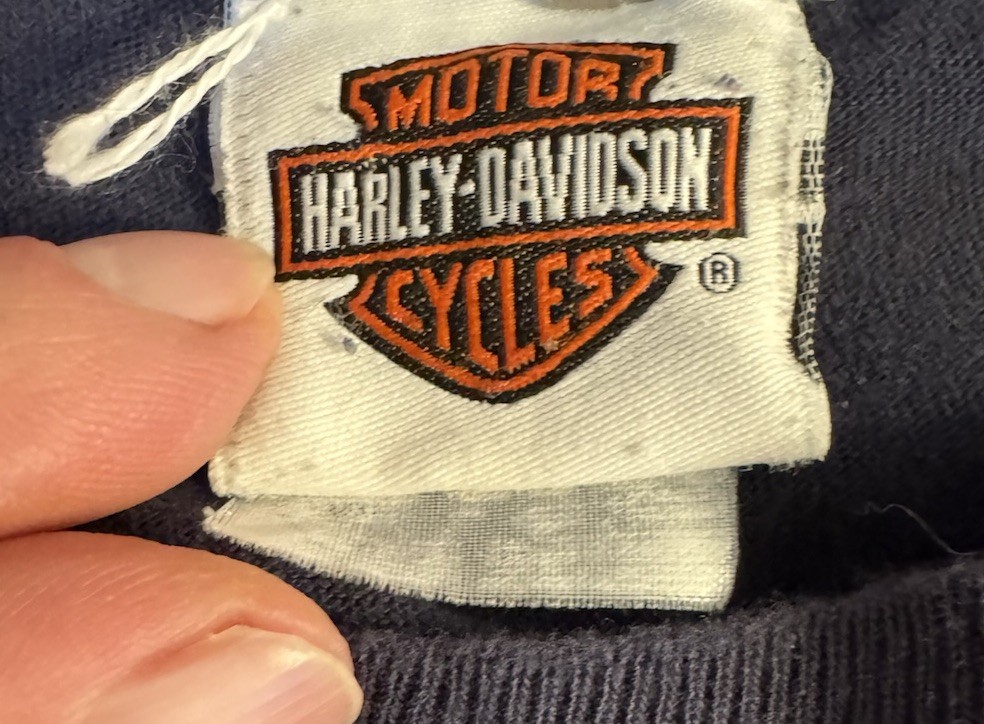 MOTOR
HARLEY-DAVIDSON
CYCLES
®